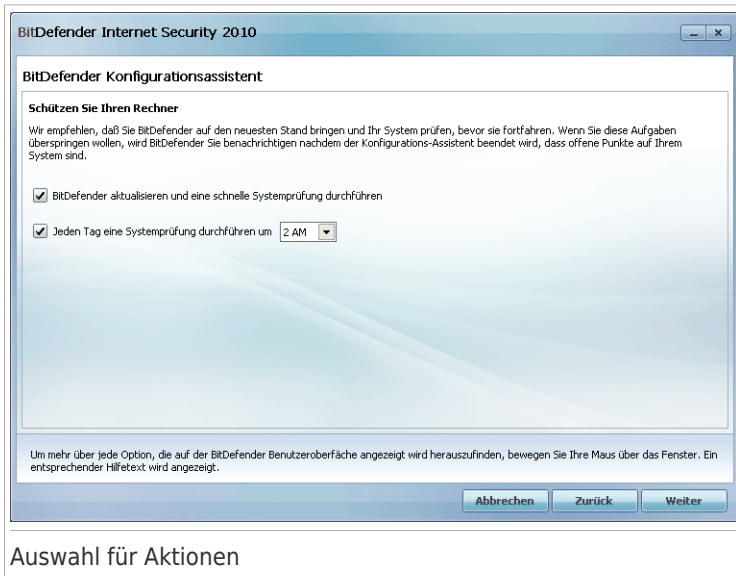 BitDefender Internet Security 2010
BitDefender Konfigurationsassistent
Schützen Sie Ihren Rechner
Wir empfehlen, daß Sie BitDefender auf den neuesten Stand bringen und Ihr System prüfen, bevor sie fortfahren. Wenn Sie diese Aufgaben
überspringen wollen, wird BitDefender Sie benachrichtigen nachdem der Konfigurations-Assistent beendet wird, dass offene Punkte auf Ihrem
System sind.
BitDefender aktualisieren und eine schnelle Systemprüfung durchführen
Jeden Tag eine Systemprüfung durchführen um 2 AM
Um mehr über jede Option, die auf der BitDefender Benutzeroberfäche angezeigt wird herauszufinden, bewegen Sie Ihre Maus über das Fenster. Ein
entsprechender Hilfetext wird angezeigt.
Abbrechen Zurück Weiter
Auswahl für Aktionen